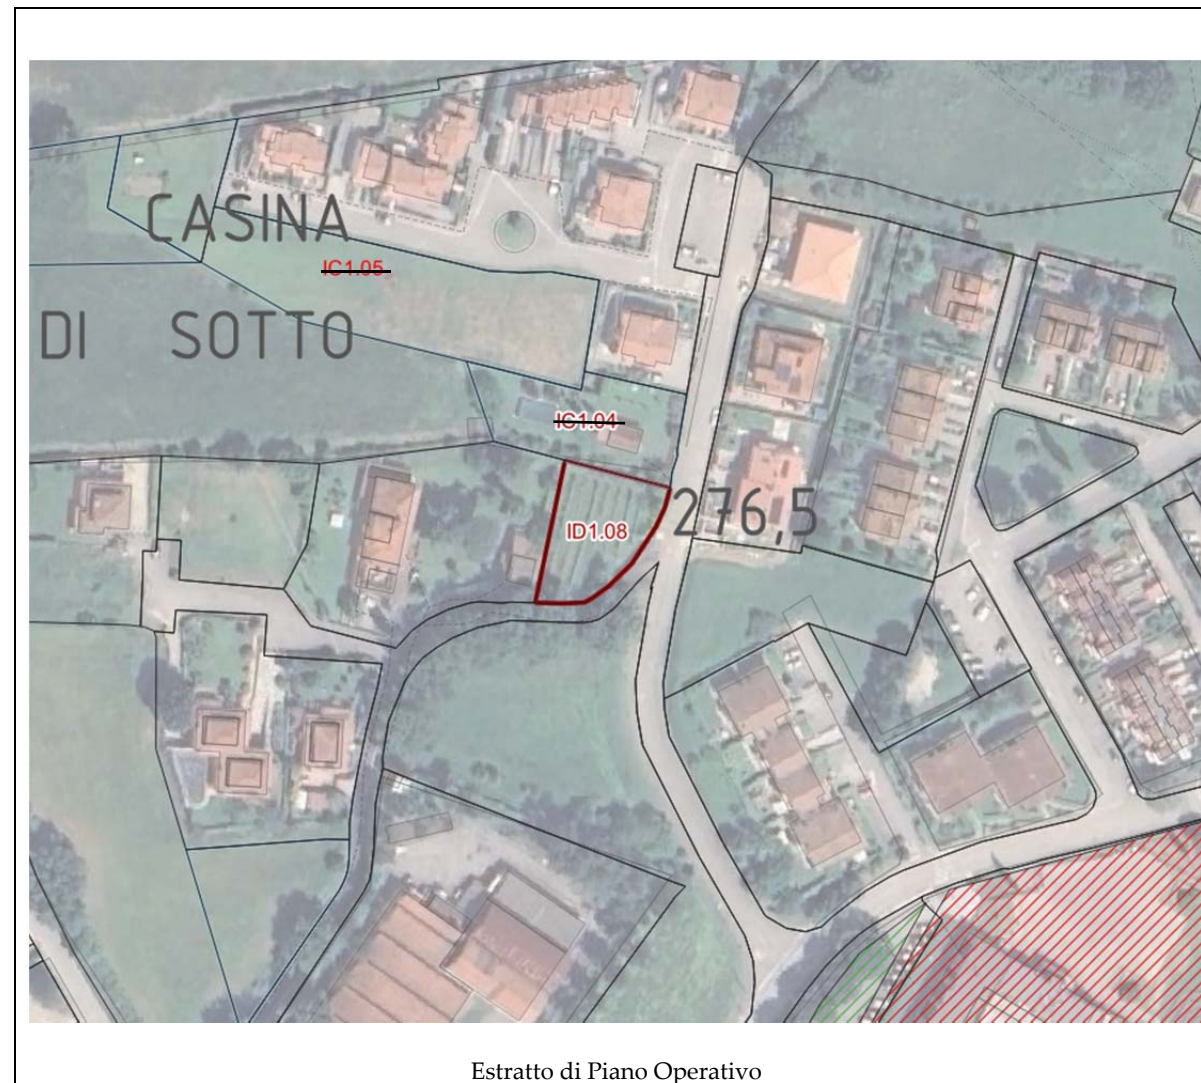 CASINA
IC1.05
DI SOTTO
IC1.04
276,5
ID1.08
Estratto di Piano Operativo